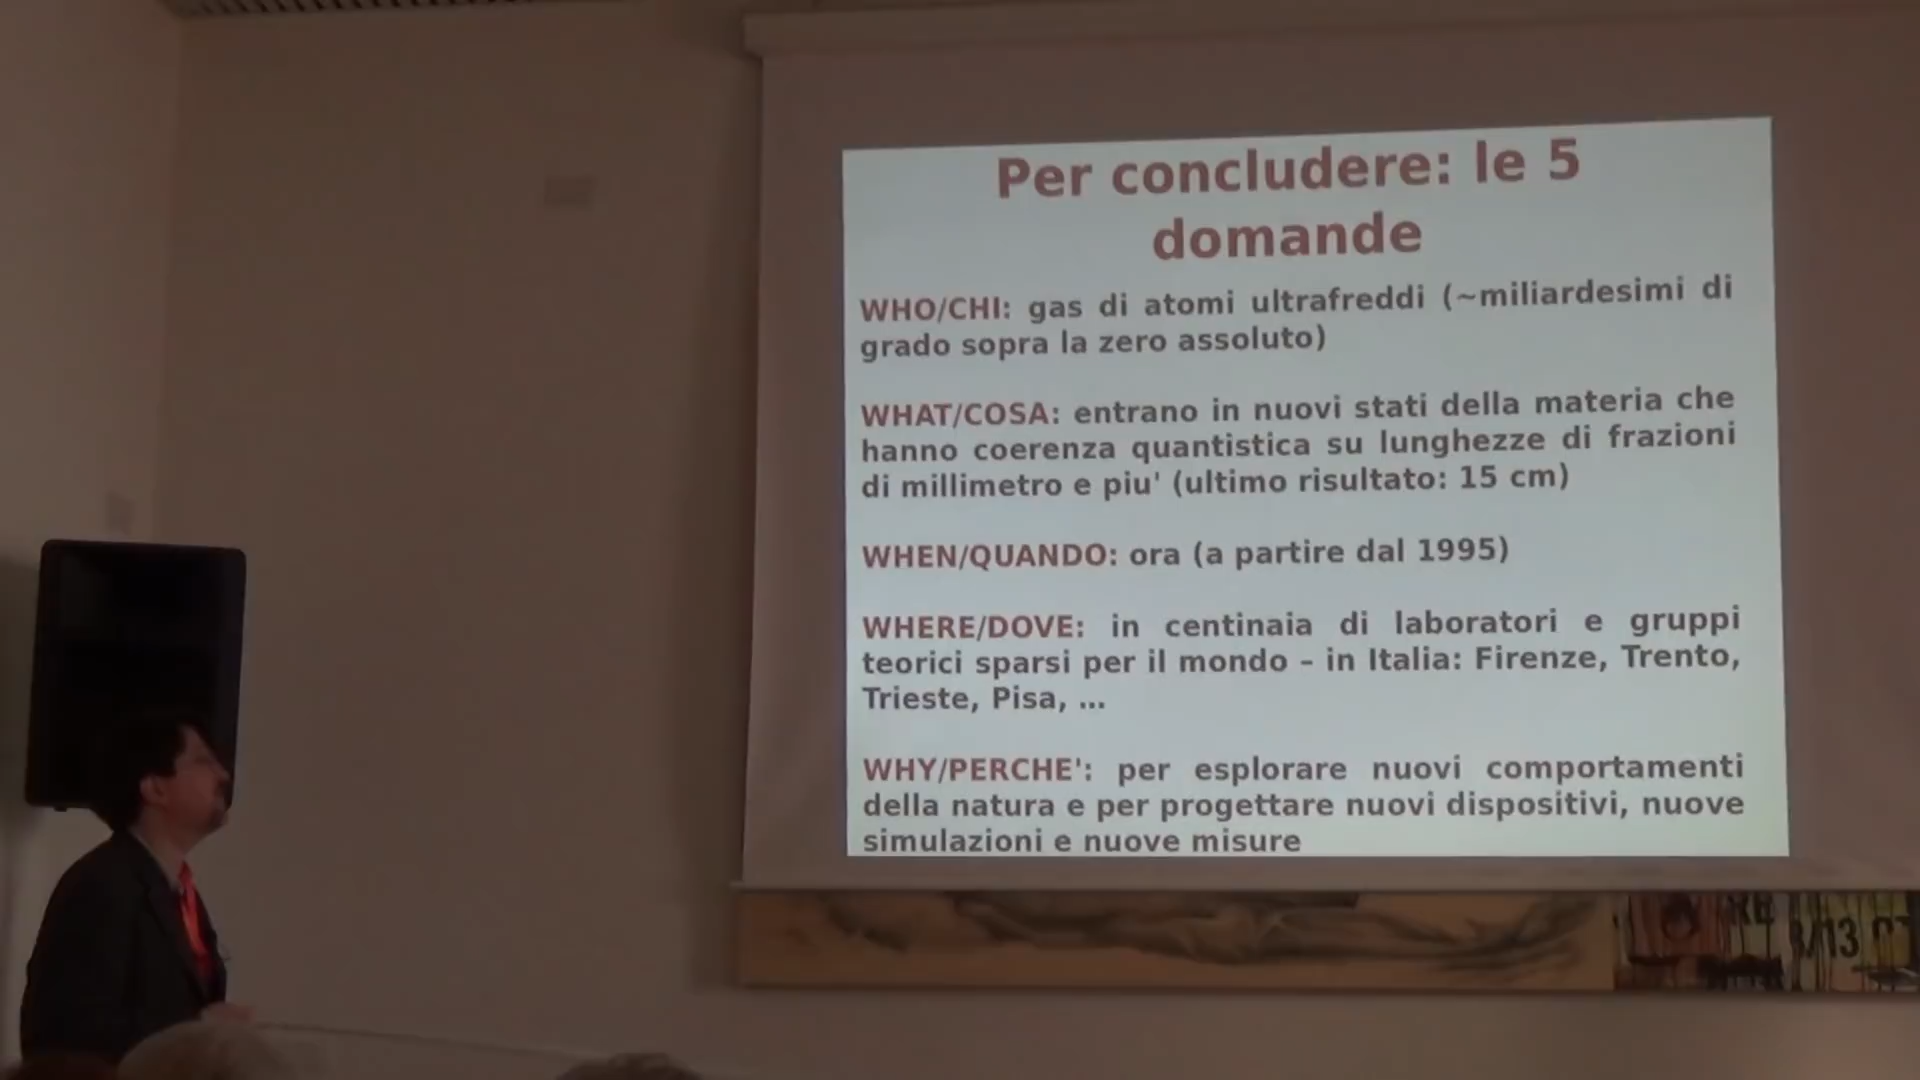 Per concludere: le 5
domande
WHO/CHI: gas di atomi ultrafreddi (~miliardesimi di
grado sopra la zero assoluto)
WHAT/COSA: entrano in nuovi stati della materia che
hanno coerenza quantistica su lunghezze di frazioni
di millimetro e piu' (ultimo risultato: 15 cm)
WHEN/QUANDO: ora (a partire dal 1995)
WHERE/DOVE: in centinaia di laboratori e gruppi
teorici sparsi per il mondo – in Italia: Firenze, Trento,
Trieste, Pisa, ...
WHY/PERCHE': per esplorare nuovi comportamenti
della natura e per progettare nuovi dispositivi, nuove
simulazioni e nuove misure